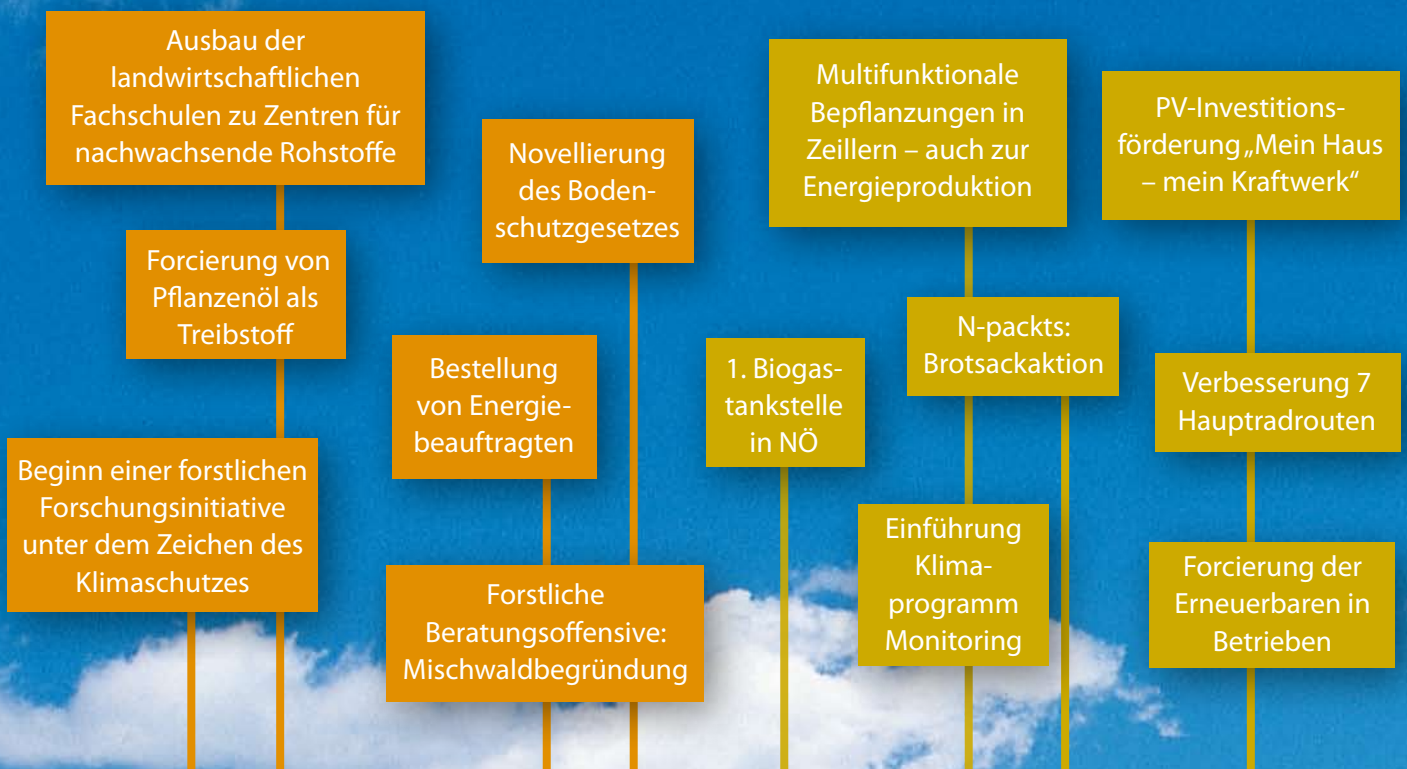 Ausbau der
landwirtschaftlichen
Fachschulen zu Zentren für
nachwachsende Rohstoffe
Forcierung von
Pflanzenöl als
Treibstoff
Beginn einer forstlichen
Forschungsinitiative
unter dem Zeichen des
Klimaschutzes
Novellierung
des Boden-
schutzgesetzes
Bestellung
von Energie-
beauftragten
Forstliche
Beratungsoffensive:
Mischwaldbegründung
1. Biogas-
tankstelle
in NÖ
Multifunktionale
Bepflanzungen in
Zeillern – auch zur
Energieproduktion
N-packts:
Brotsackaktion
Einführung
Klima-
programm
Monitoring
PV-Investitions-
förderung „Mein Haus
– mein Kraftwerk“
Verbesserung 7
Hauptradrouten
Forcierung der
Erneuerbaren in
Betrieben